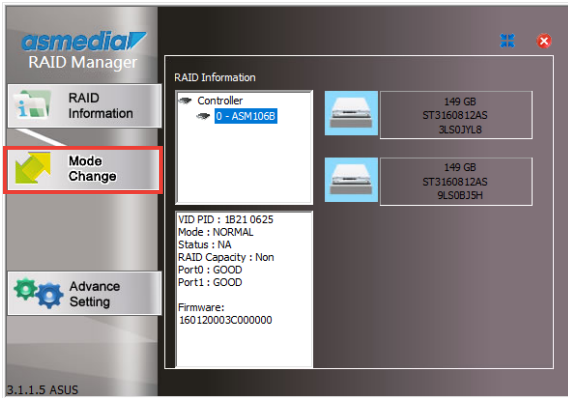 asmedia
RAID Manager
RAID
Information
Mode
Change
Advance
Setting
3.1.1.5 ASUS
RAID Information
Controller
0 - ASM106B
VID PID : 1B21 0625
Mode : NORMAL
Status : NA
RAID Capacity : Non
Port0 : GOOD
Port1 : GOOD
Firmware:
160120003C000000
149 GB
ST3160812AS
3LS0JYL8
149 GB
ST3160812AS
9LS0BJ5H